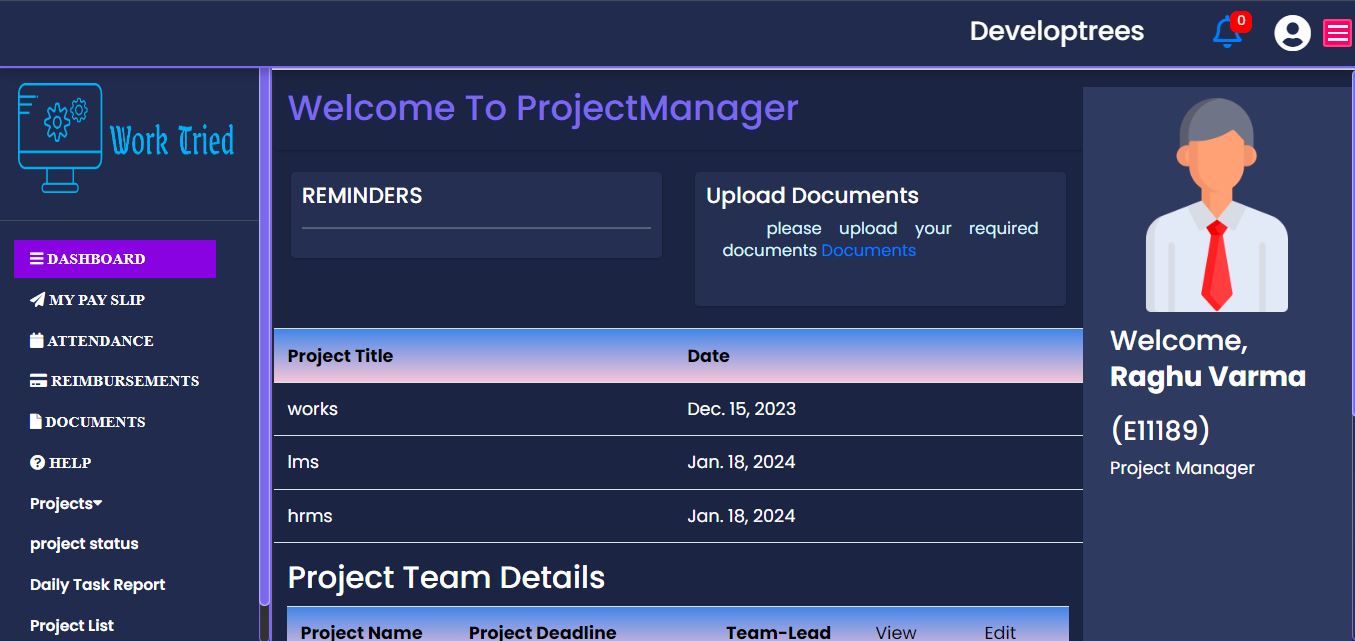 Developtrees
0
Work Tried
Welcome To ProjectManager
REMINDERS
Upload Documents
please upload your required
documents Documents
DASHBOARD
MY PAY SLIP
ATTENDANCE
REIMBURSEMENTS
DOCUMENTS
HELP
Projects
project status
Daily Task Report
Project List
Project Title Date
works Dec. 15, 2023
lms Jan. 18, 2024
hrms Jan. 18, 2024
Project Team Details
Project Name Project Deadline Team-Lead View Edit
Welcome,
Raghu Varma
(E11189)
Project Manager